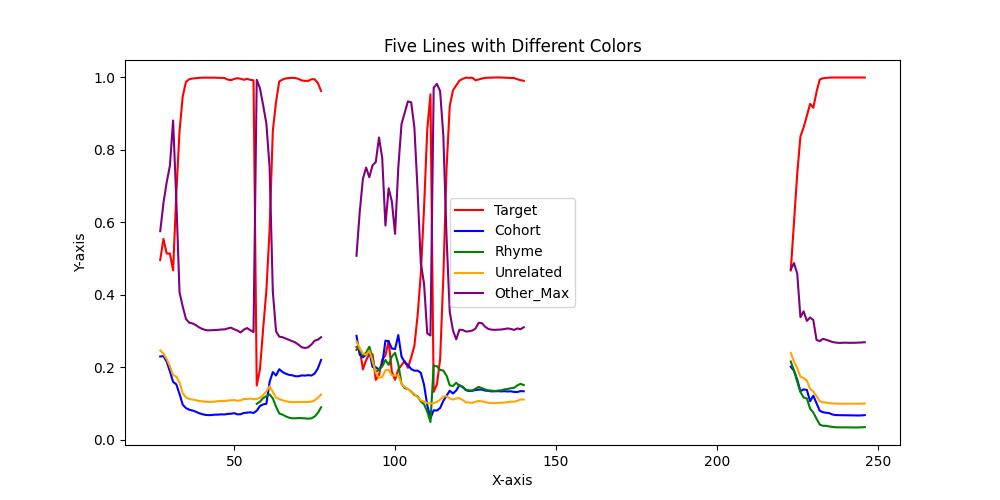 Five Lines with Different Colors
1.0
0.8
0.6
0.4
0.2
0.0
Y-axis
Target
Cohort
Rhyme
Unrelated
Other_Max
50
100
150
200
250
X-axis